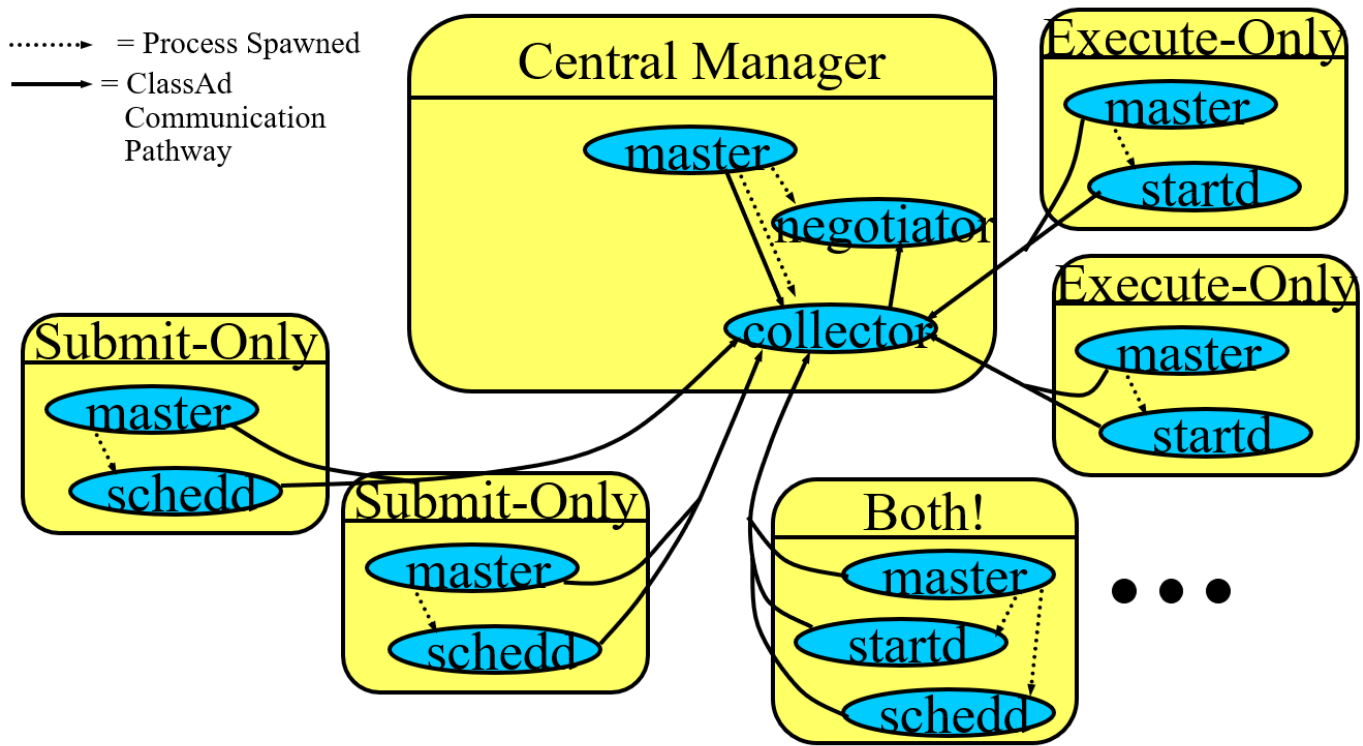 = Process Spawned
= ClassAd
Communication
Pathway
Central Manager
master
negotiator
collector
Execute-Only
master
startd
Execute-Only
master
startd
Submit-Only
master
schedd
Submit-Only
master
schedd
Both!
master
startd
schedd